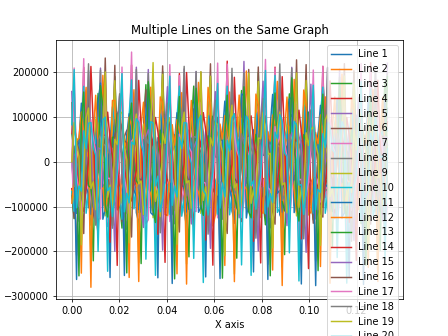 Multiple Lines on the Same Graph
200000
100000
0
−100000
−200000
−300000
0.00
0.02
0.04
0.06
0.08
0.10
X axis
Line 1
Line 2
Line 3
Line 4
Line 5
Line 6
Line 7
Line 8
Line 9
Line 10
Line 11
Line 12
Line 13
Line 14
Line 15
Line 16
Line 17
Line 18
Line 19
Line 20